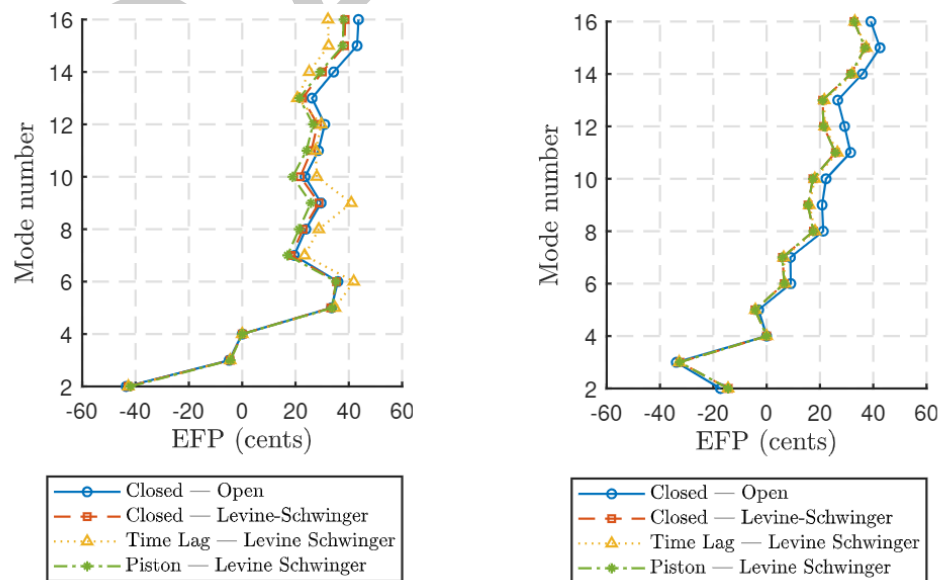 16
14
12
10
8
6
4
2
Mode number
-60 -40 -20 0 20 40 60
EFP (cents)
Closed — Open
Closed — Levine-Schwinger
Time Lag — Levine Schwinger
Piston — Levine Schwinger
16
14
12
10
8
6
4
2
Mode number
-60 -40 -20 0 20 40 60
EFP (cents)
Closed — Open
Closed — Levine-Schwinger
Time Lag — Levine Schwinger
Piston — Levine Schwinger